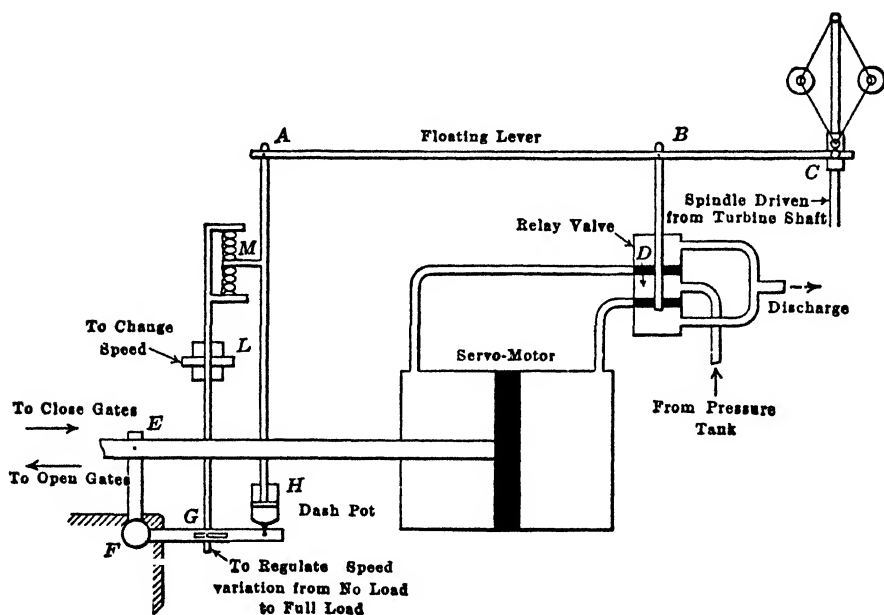 A
Floating Lever
B
C
Spindle Driven
from Turbine Shaft
Relay Valve
M
D
Discharge
To Change
Speed
L
Servo-Motor
From Pressure
Tank
To Close Gates
E
To Open Gates
H
Dash Pot
G
F
To Regulate Speed
variation from No Load
to Full Load